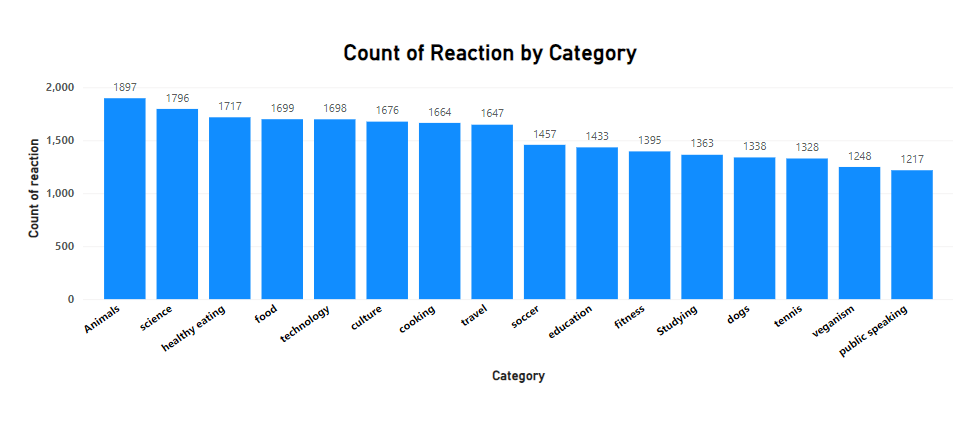 Count of Reaction by Category
Count of reaction
2,000
1,500
1,000
500
0
1897
1796
1717
1699
1698
1676
1664
1647
1457
1433
1395
1363
1338
1328
1248
1217
Animals
science
healthy eating
food
technology
culture
cooking
travel
soccer
education
fitness
Studying
dogs
tennis
veganism
public speaking
Category